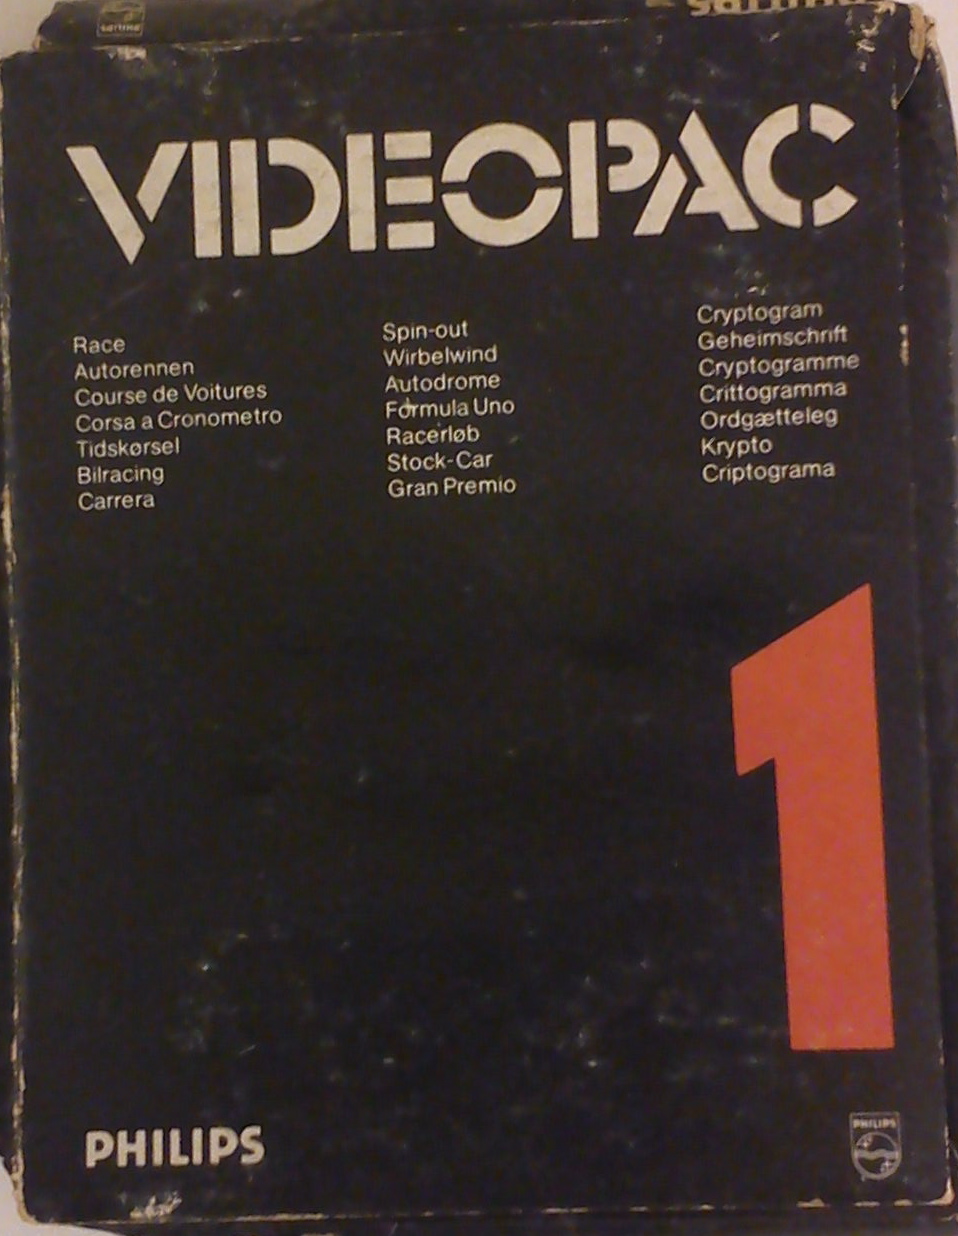 VIDEOPAC
Race
Autorennen
Course de Voitures
Corsa a Cronometro
Tidskørsel
Bilracing
Carrera
Spin-out
Wirbelwind
Autodrome
Formula Uno
Racerløb
Stock-Car
Gran Premio
Cryptogram
Geheimschrift
Cryptogramme
Crittogramma
Ordgætteleg
Krypto
Criptograma
1
PHILIPS
PHILIPS